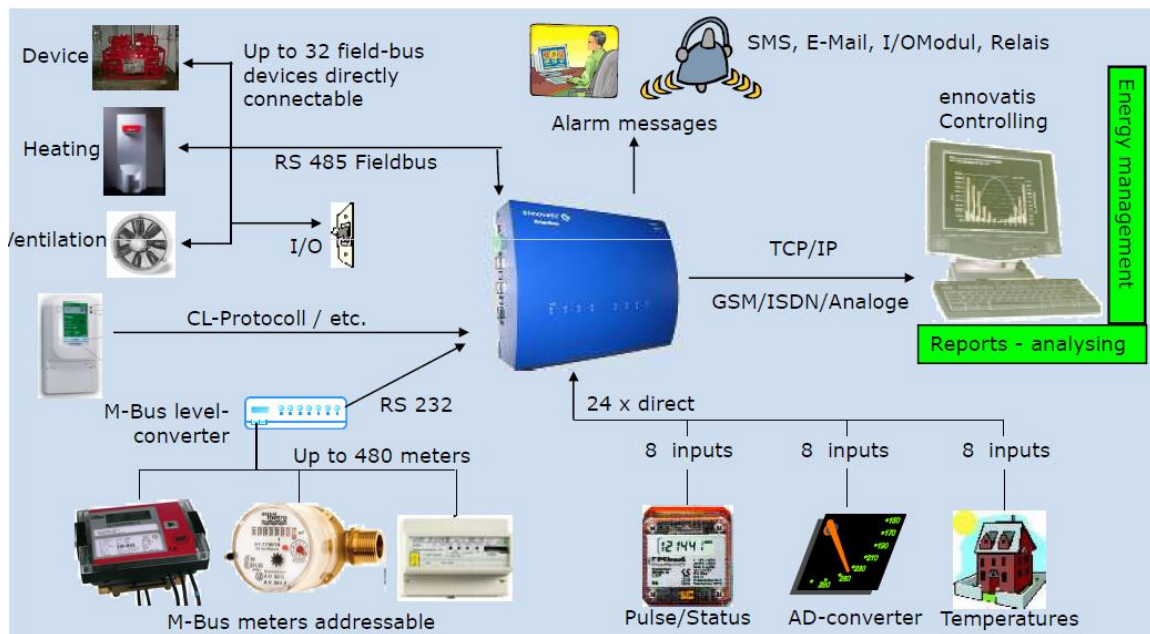 Device
Up to 32 field-bus
devices directly
connectable
SMS, E-Mail, I/OModul, Relais
Alarm messages
ennovatis
Controlling
Energy management
Heating
RS 485 Fieldbus
Ventilation
I/O
ennovatis
TCP/IP
GSM/ISDN/Analoge
CL-Protocoll / etc.
Reports - analysing
M-Bus level-
converter
RS 232
24 x direct
Up to 480 meters
8 inputs
8 inputs
8 inputs
121441
M-Bus meters addressable
Pulse/Status
AD-converter
Temperatures